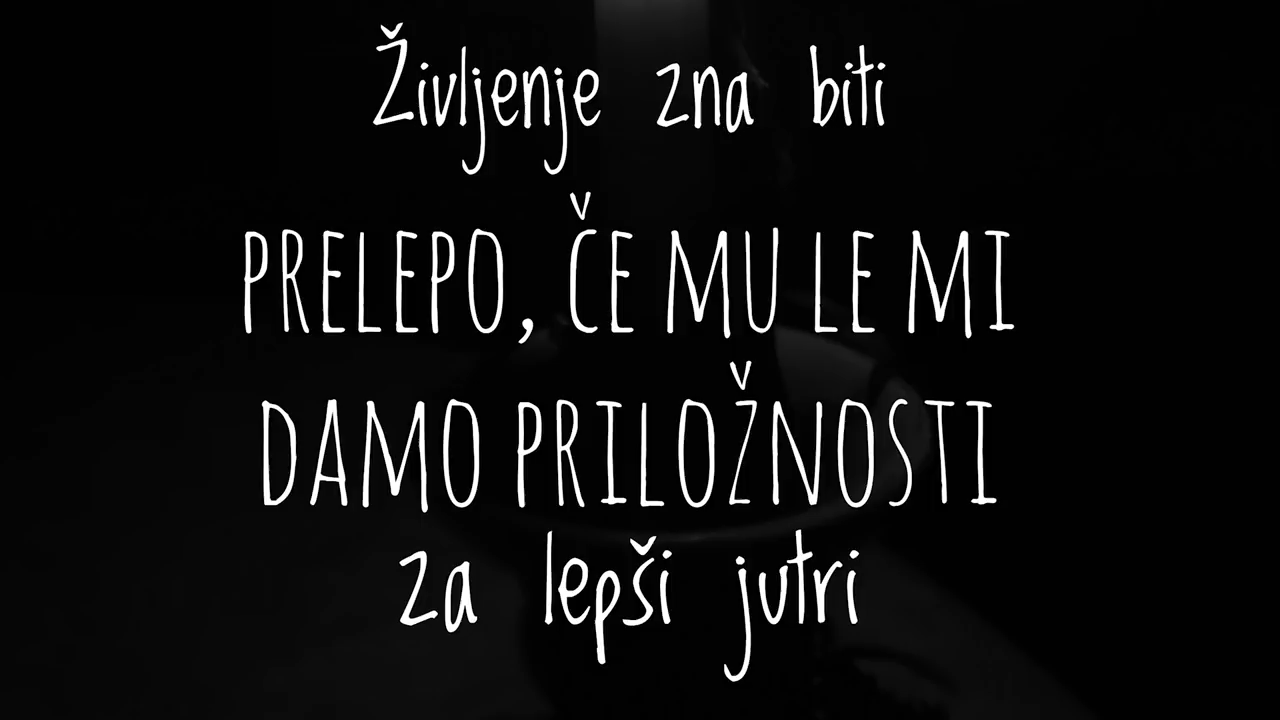 Življenje zna biti
PRELEPO, ČE MU LE MI
DAMO PRILOŽNOSTI
za lepši jutri